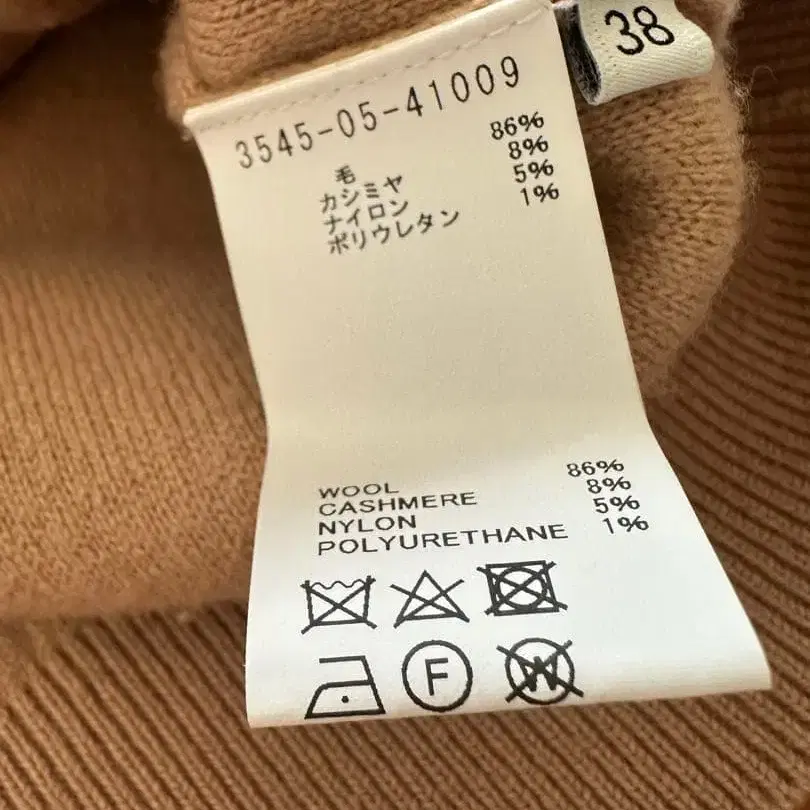 38
3545-05-41009
毛 86%
カシミヤ 8%
ナイロン 5%
ポリウレタン 1%
WOOL 86%
CASHMERE 8%
NYLON 5%
POLYURETHANE 1%
F W